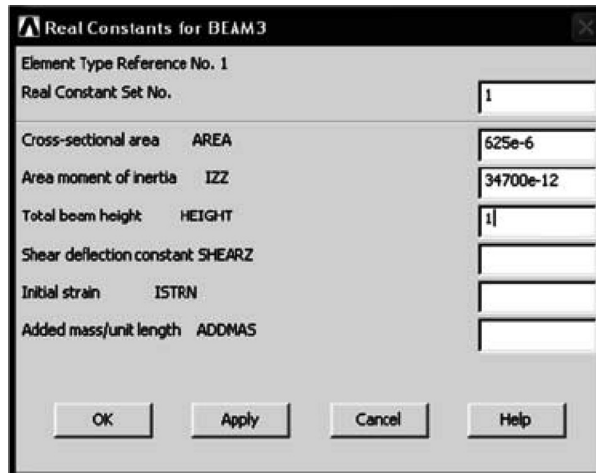 Real Constants for BEAM3
Element Type Reference No. 1
Real Constant Set No. 1
Cross-sectional area AREA 625e-6
Area moment of inertia IZZ 34700e-12
Total beam height HEIGHT 1
Shear deflection constant SHEARZ
Initial strain ISTRN
Added mass/unit length ADDMAS
OK Apply Cancel Help